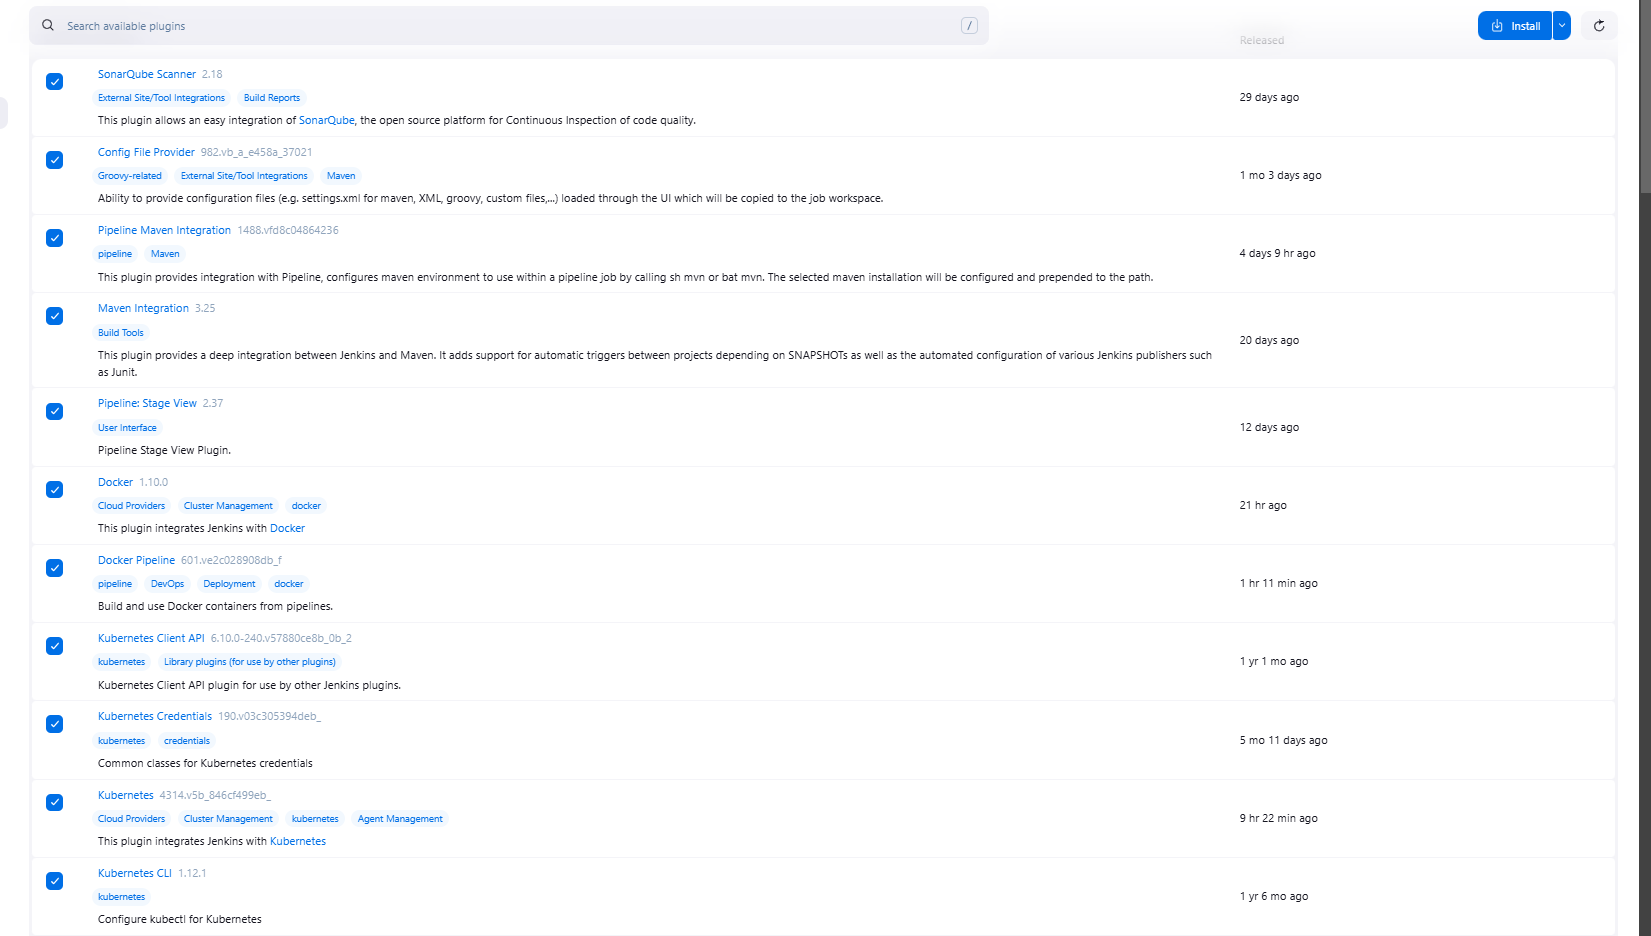 Search available plugins /
Install
Released
SonarQube Scanner 2.18
External Site/Tool Integrations Build Reports
This plugin allows an easy integration of SonarQube, the open source platform for Continuous Inspection of code quality.
29 days ago
Config File Provider 982.vb_a_e458a_37021
Groovy-related External Site/Tool Integrations Maven
Ability to provide configuration files (e.g. settings.xml for maven, XML, groovy, custom files,...) loaded through the UI which will be copied to the job workspace.
1 mo 3 days ago
Pipeline Maven Integration 1488.vfd8c04864236
pipeline Maven
This plugin provides integration with Pipeline, configures maven environment to use within a pipeline job by calling sh mvn or bat mvn. The selected maven installation will be configured and prepended to the path.
4 days 9 hr ago
Maven Integration 3.25
Build Tools
This plugin provides a deep integration between Jenkins and Maven. It adds support for automatic triggers between projects depending on SNAPSHOTs as well as the automated configuration of various Jenkins publishers such
as Junit.
20 days ago
Pipeline: Stage View 2.37
User Interface
Pipeline Stage View Plugin.
12 days ago
Docker 1.10.0
Cloud Providers Cluster Management docker
This plugin integrates Jenkins with Docker
21 hr ago
Docker Pipeline 601.ve2c028908db_f
pipeline DevOps Deployment docker
Build and use Docker containers from pipelines.
1 hr 11 min ago
Kubernetes Client API 6.10.0-240.v57880ce8b_0b_2
kubernetes Library plugins (for use by other plugins)
Kubernetes Client API plugin for use by other Jenkins plugins.
1 yr 1 mo ago
Kubernetes Credentials 190.v03c305394deb_
kubernetes credentials
Common classes for Kubernetes credentials
5 mo 11 days ago
Kubernetes 4314.v5b_846cf499eb_
Cloud Providers Cluster Management kubernetes Agent Management
This plugin integrates Jenkins with Kubernetes
9 hr 22 min ago
Kubernetes CLI 1.12.1
kubernetes
Configure kubectl for Kubernetes
1 yr 6 mo ago